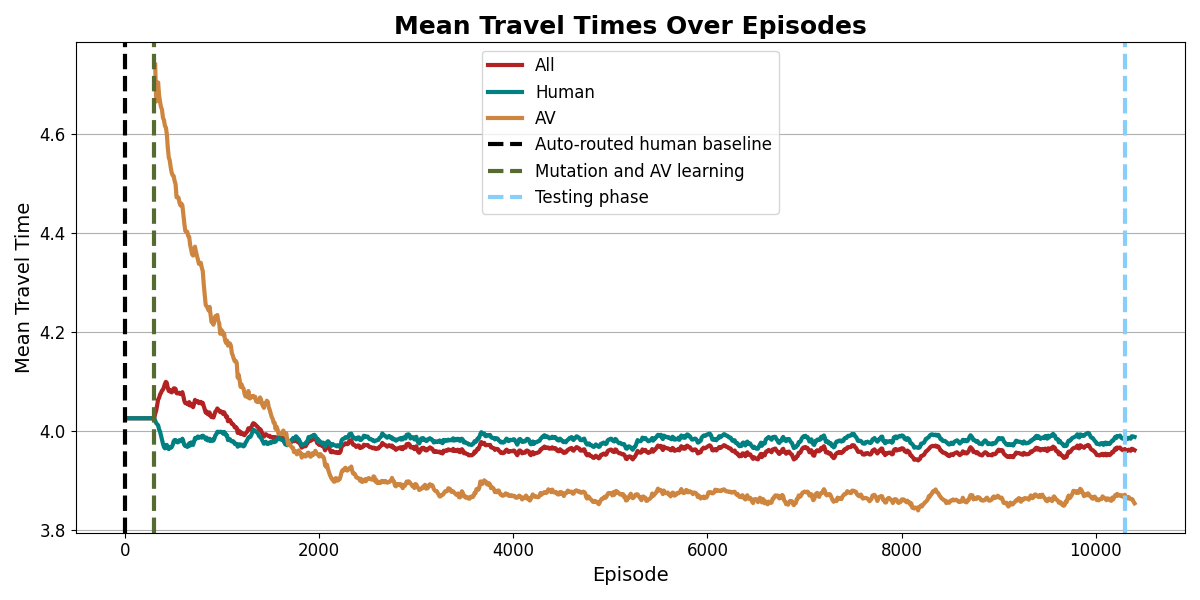 Mean Travel Times Over Episodes
All
Human
AV
Auto-routed human baseline
Mutation and AV learning
Testing phase
Mean Travel Time
4.6
4.4
4.2
4.0
3.8
0
2000
4000
6000
8000
10000
Episode